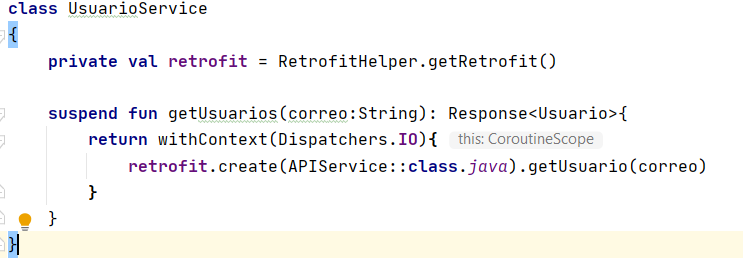 class UsuarioService
{
private val retrofit = RetrofitHelper.getRetrofit()
suspend fun getUsuarios(correo:String): Response<Usuario>{
return withContext(Dispatchers.IO){ this: CoroutineScope
retrofit.create(APIService::class.java).getUsuario(correo)
}
}
}